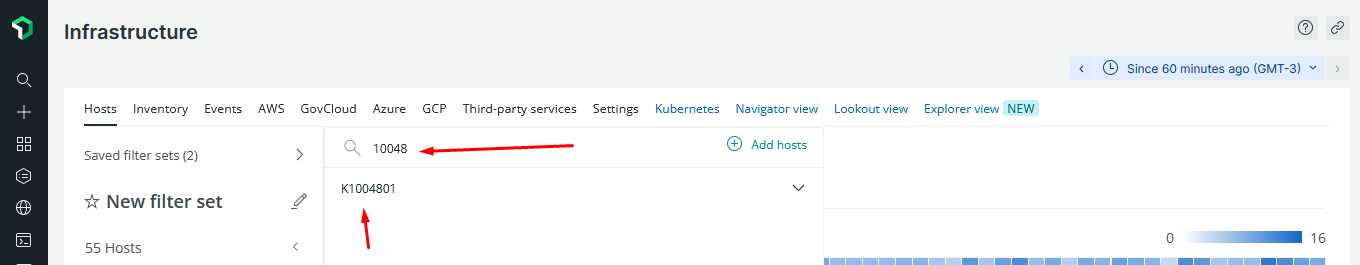 Infrastructure
Since 60 minutes ago (GMT-3)
Hosts Inventory Events AWS GovCloud Azure GCP Third-party services Settings Kubernetes Navigator view Lookout view Explorer view NEW
Saved filter sets (2)
10048
Add hosts
New filter set
K1004801
55 Hosts
0 16